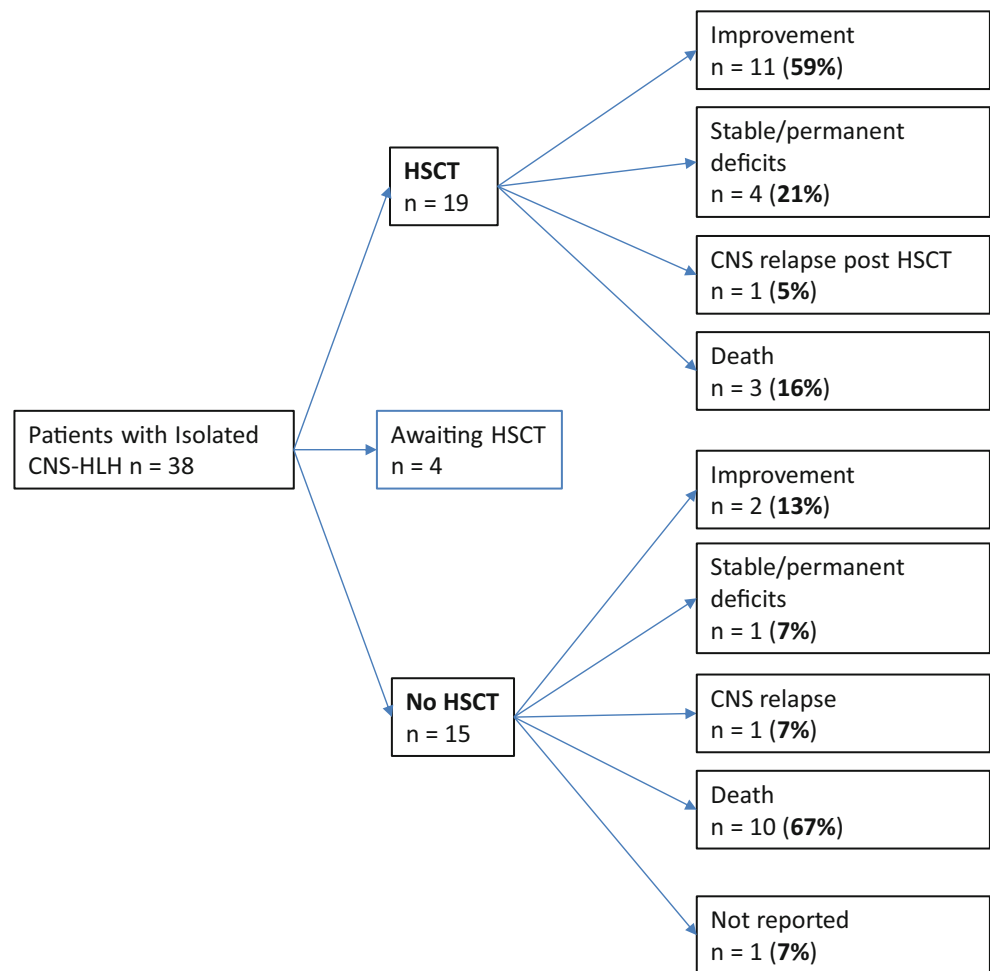 Patients with Isolated
CNS-HLH n = 38
HSCT
n = 19
Improvement
n = 11 (59%)
Stable/permanent
deficits
n = 4 (21%)
CNS relapse post HSCT
n = 1 (5%)
Death
n = 3 (16%)
Awaiting HSCT
n = 4
No HSCT
n = 15
Improvement
n = 2 (13%)
Stable/permanent
deficits
n = 1 (7%)
CNS relapse
n = 1 (7%)
Death
n = 10 (67%)
Not reported
n = 1 (7%)